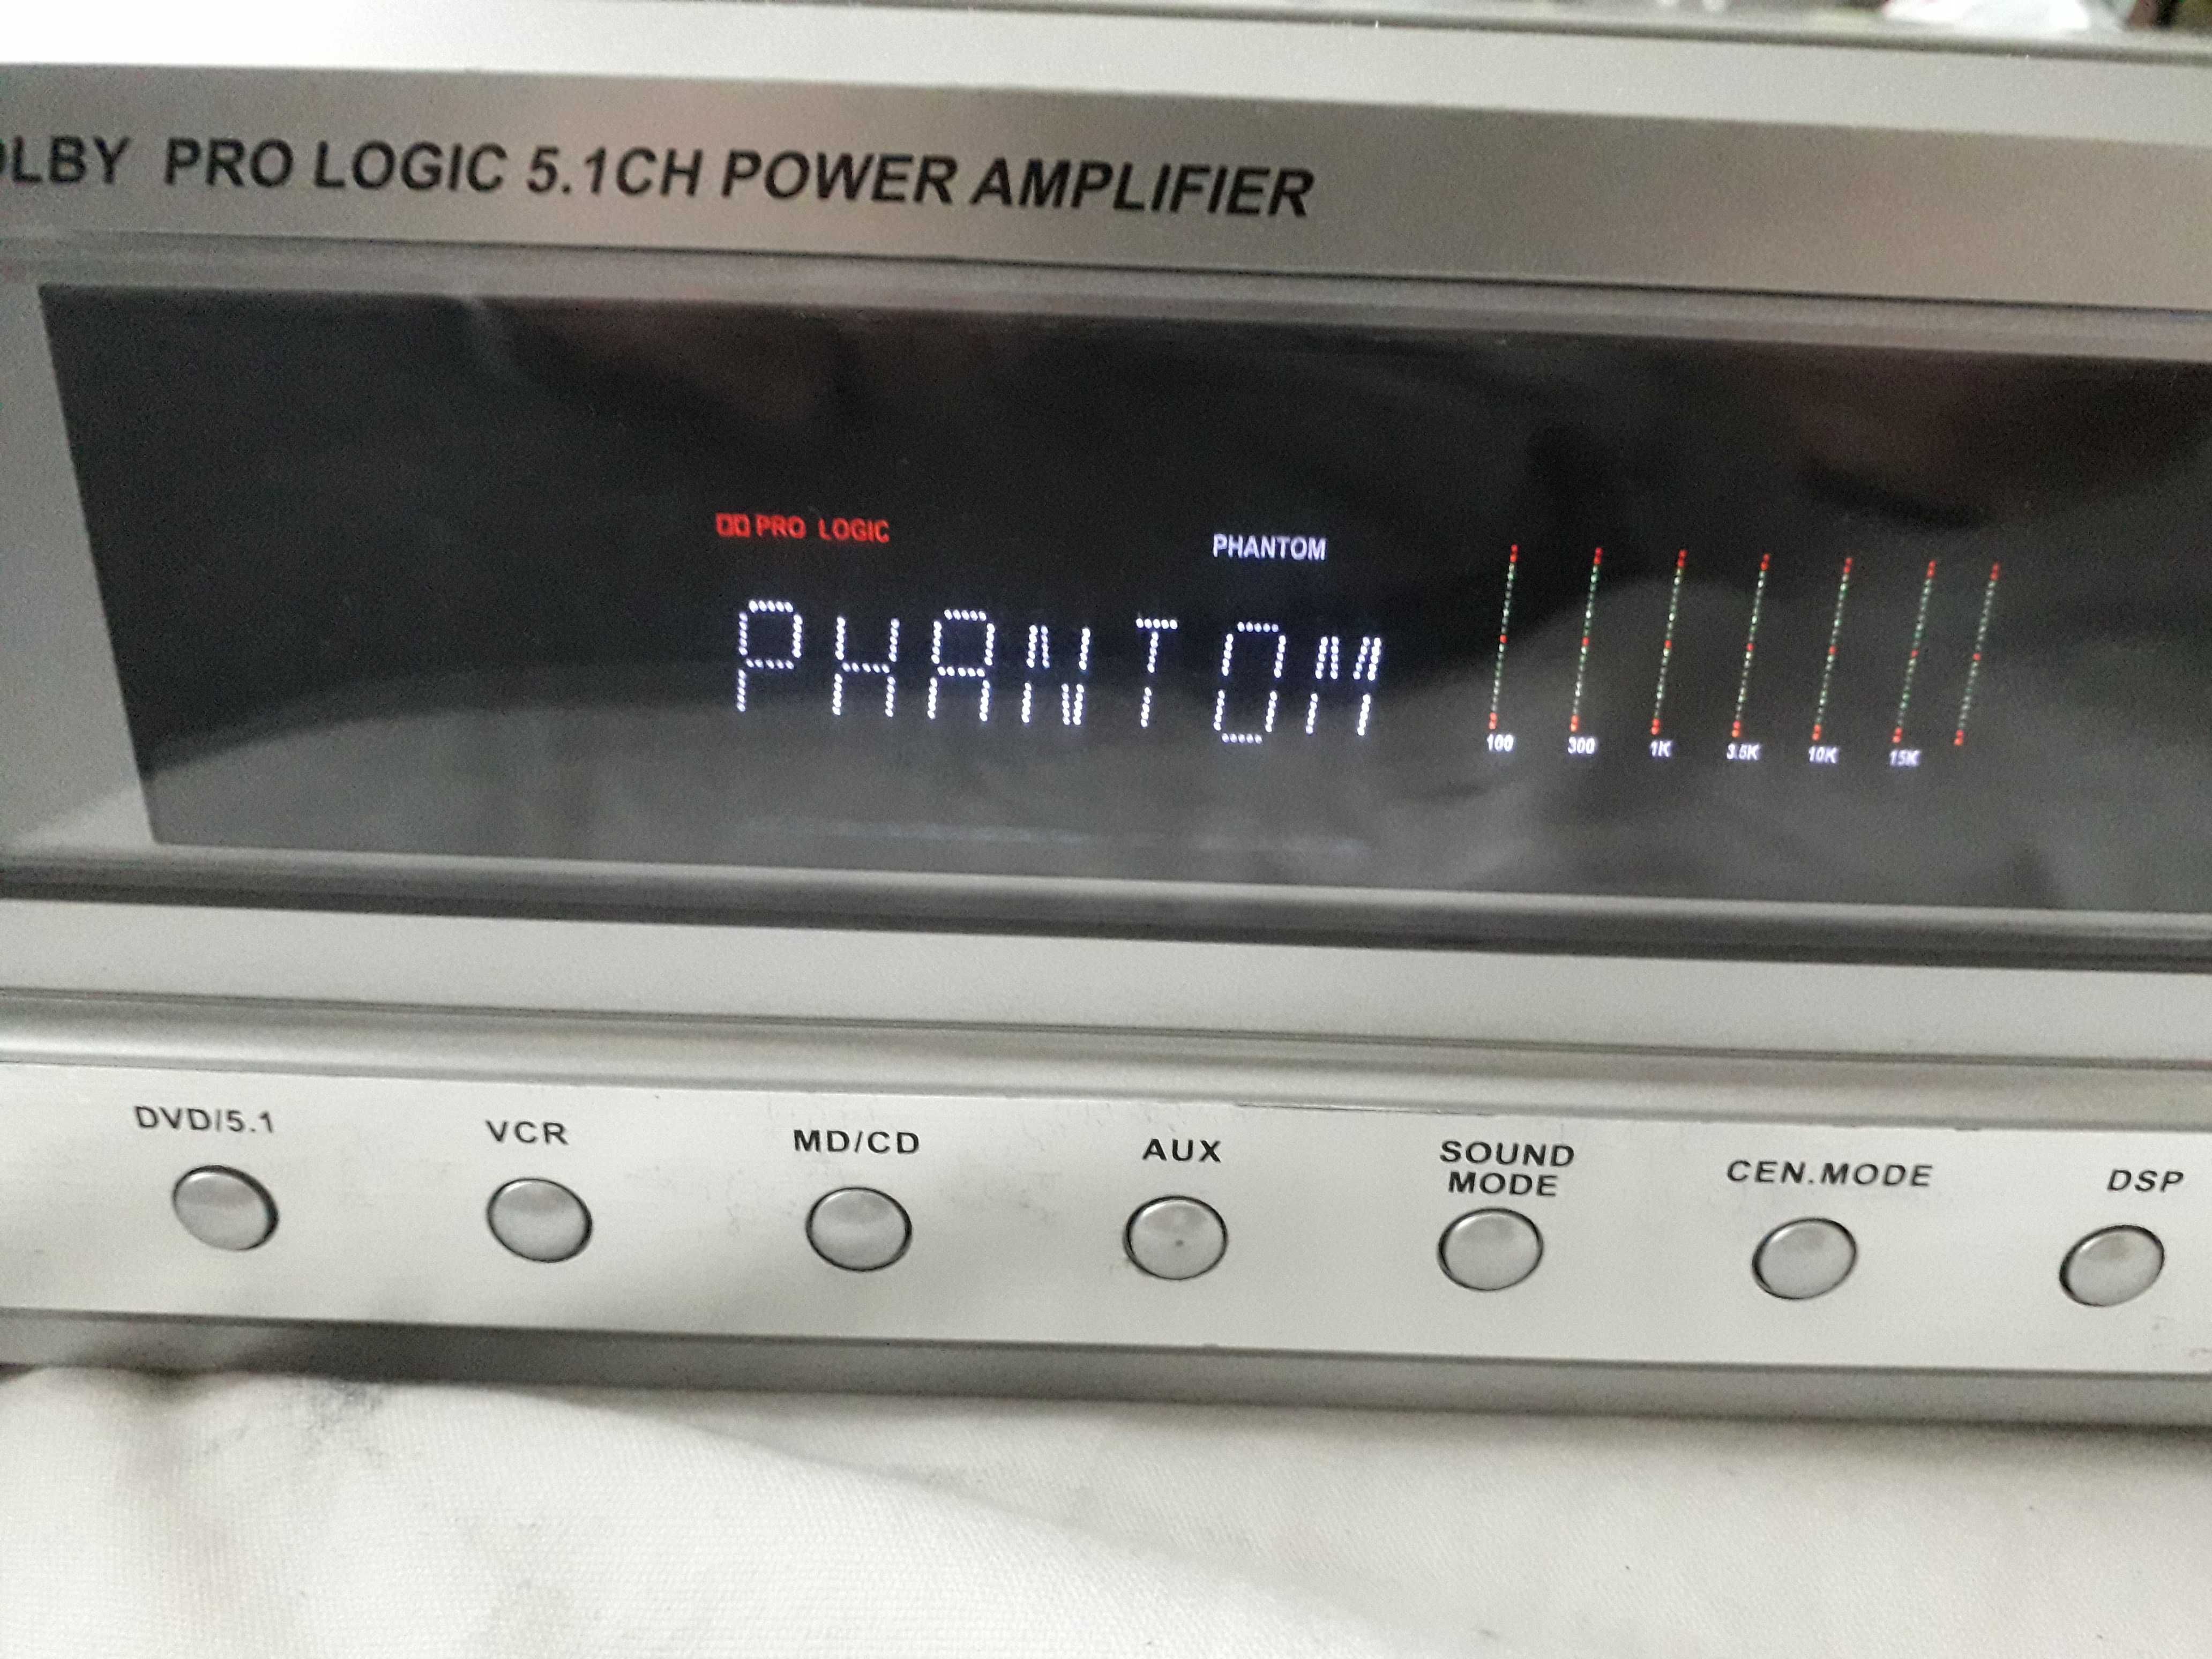 OLBY PRO LOGIC 5.1CH POWER AMPLIFIER
PRO LOGIC
PHANTOM
PHANTOM
100 300 1K 3.5K 10K 15K
DVD/5.1
VCR
MD/CD
AUX
SOUND
MODE
CEN.MODE
DSP